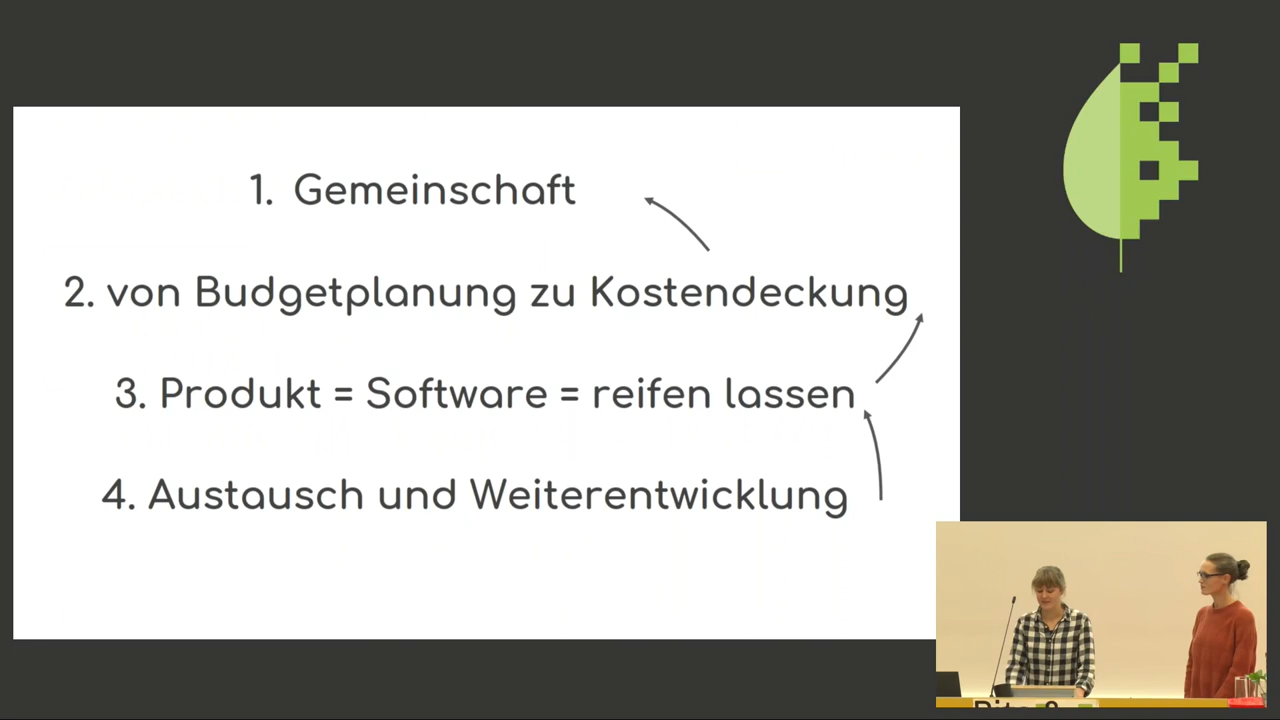 1. Gemeinschaft
2. von Budgetplanung zu Kostendeckung
3. Produkt = Software = reifen lassen
4. Austausch und Weiterentwicklung